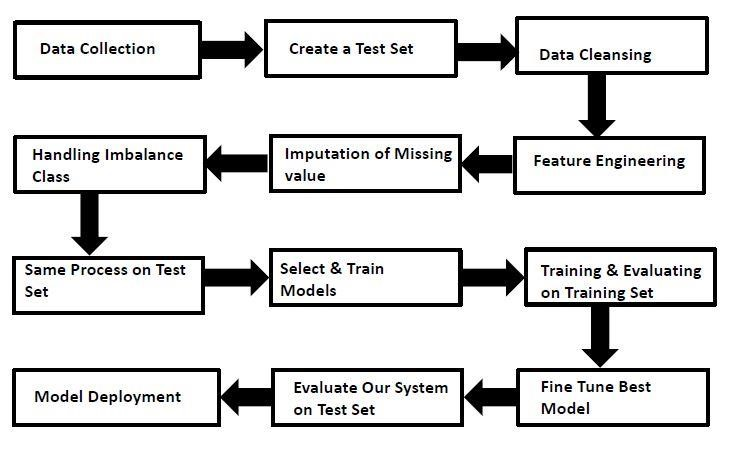 Data Collection
Create a Test Set
Data Cleansing
Handling Imbalance
Class
Imputation of Missing
value
Feature Engineering
Same Process on Test
Set
Select & Train
Models
Training & Evaluating
on Training Set
Model Deployment
Evaluate Our System
on Test Set
Fine Tune Best
Model